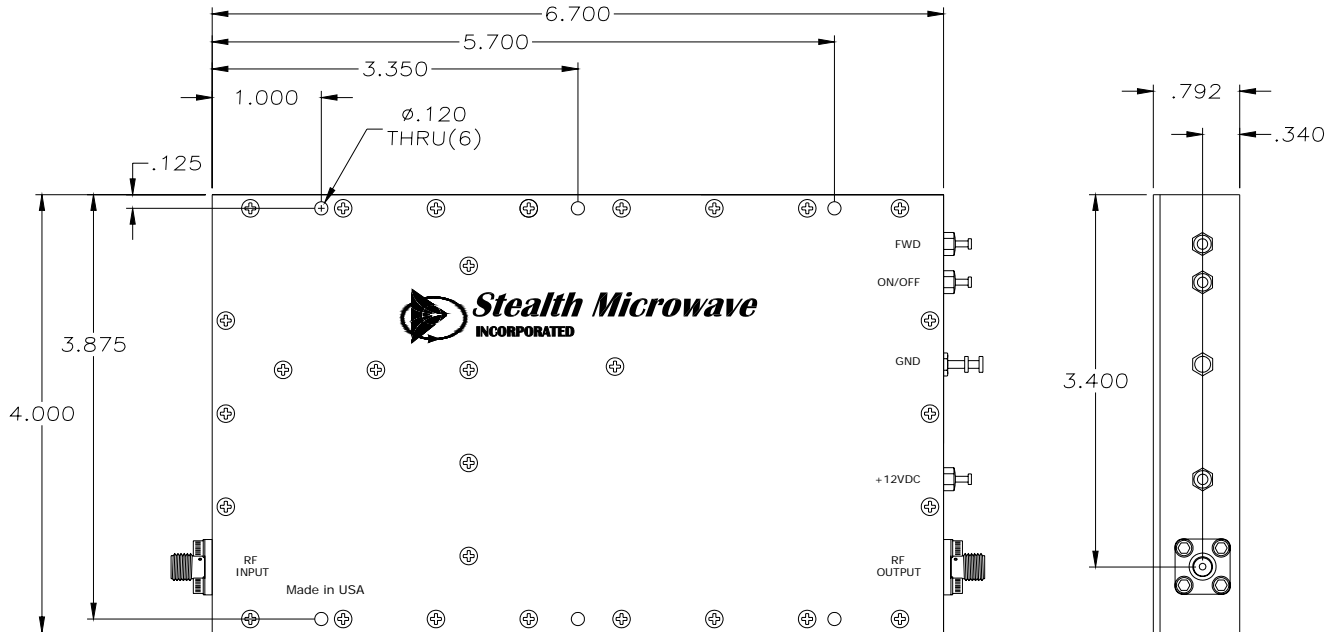 6.700
5.700
3.350
1.000
.792
ø.120
THRU(6)
.340
.125
FWD
ON/OFF
Stealth Microwave
INCORPORATED
3.875
GND
3.400
4.000
+12VDC
RF
INPUT
RF
OUTPUT
Made in USA